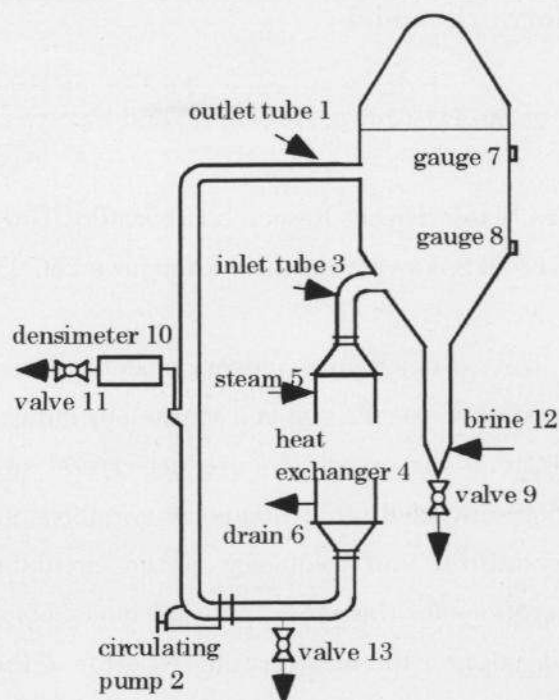 outlet tube 1
gauge 7
gauge 8
inlet tube 3
densimeter 10
valve 11
steam 5
heat
exchanger 4
brine 12
valve 9
drain 6
circulating
pump 2
valve 13